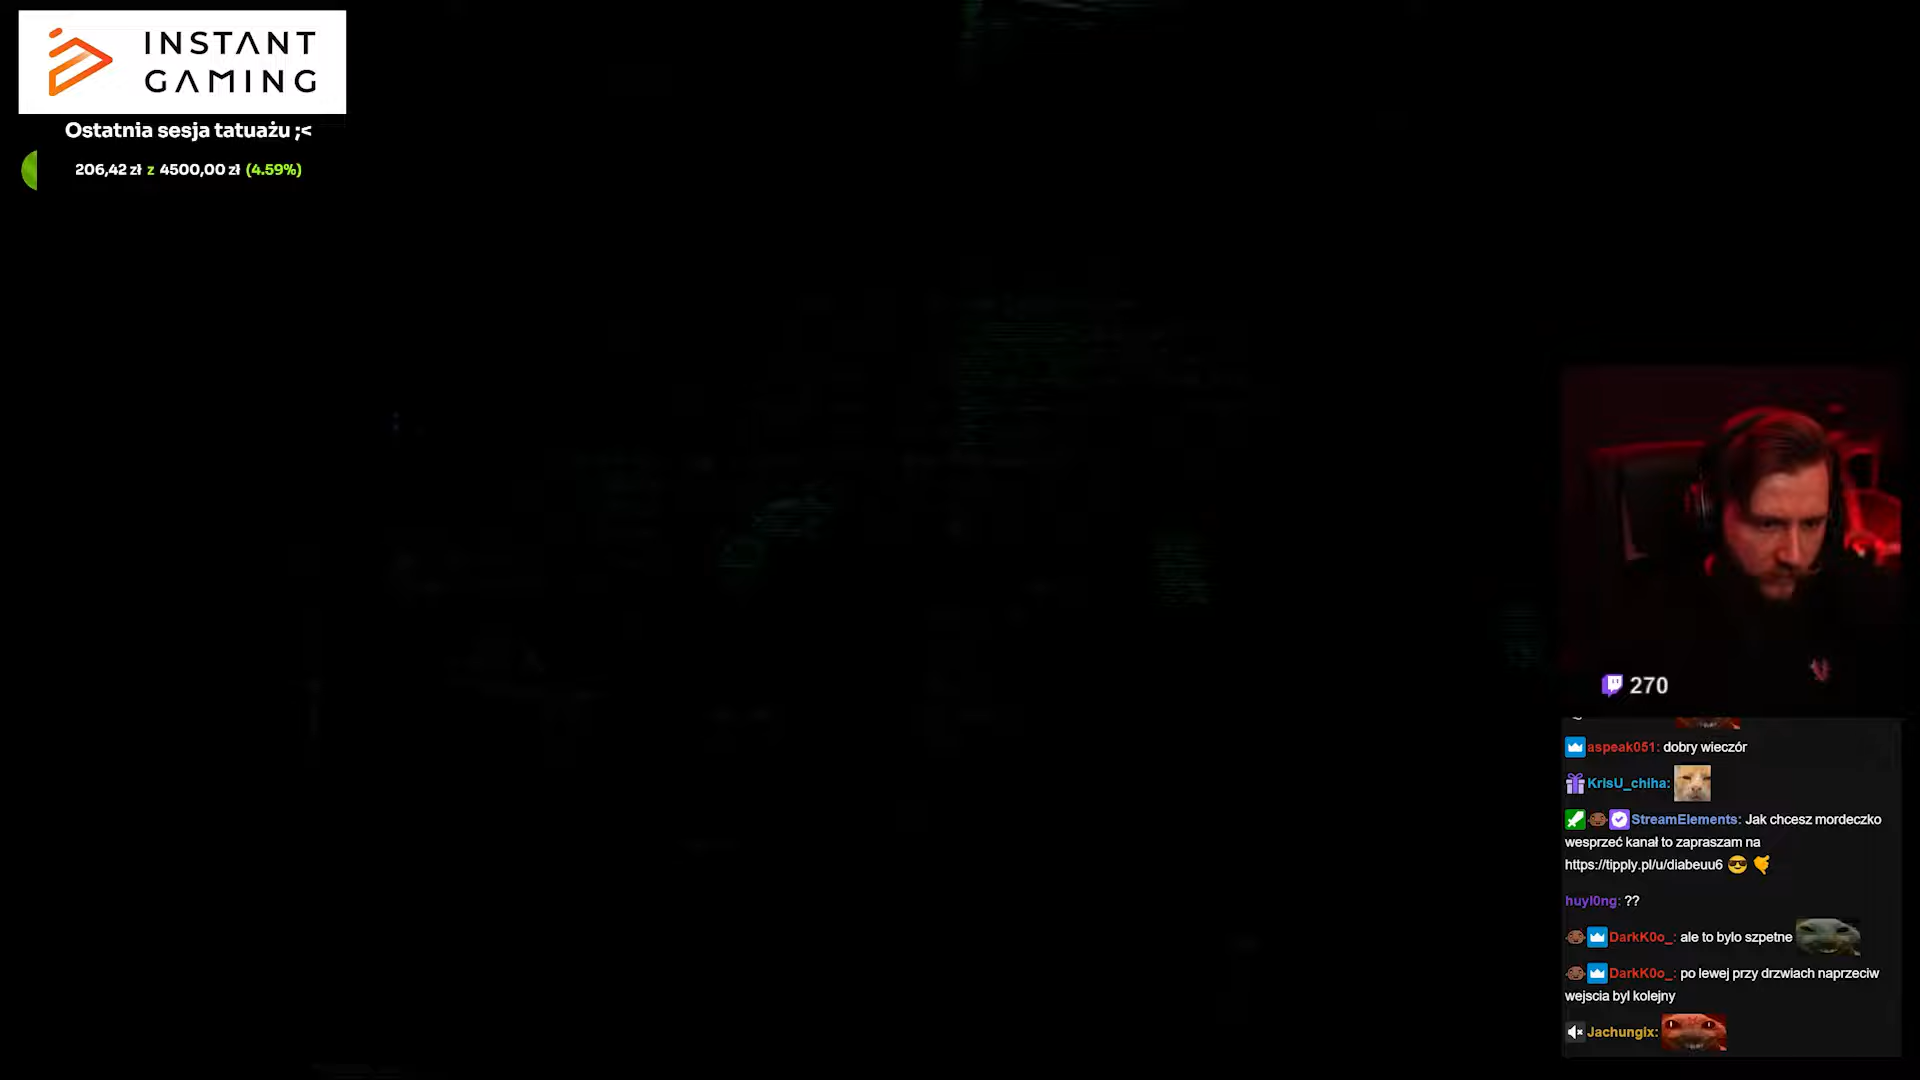 INSTANT
GAMING
Ostatnia sesja tatuażu ;<
206,42 zł z 4500,00 zł (4.59%)
270
aspeak051: dobry wieczór
KrisU_chiha:
StreamElements: Jak chcesz mordeczko
wesprzeć kanał to zapraszam na
https://tipply.pl/u/diabeuu6 😎 🤙
huyl0ng: ??
DarkK0o_: ale to bylo szpetne
DarkK0o_: po lewej przy drzwiach naprzeciw
wejscia byl kolejny
Jachungix: